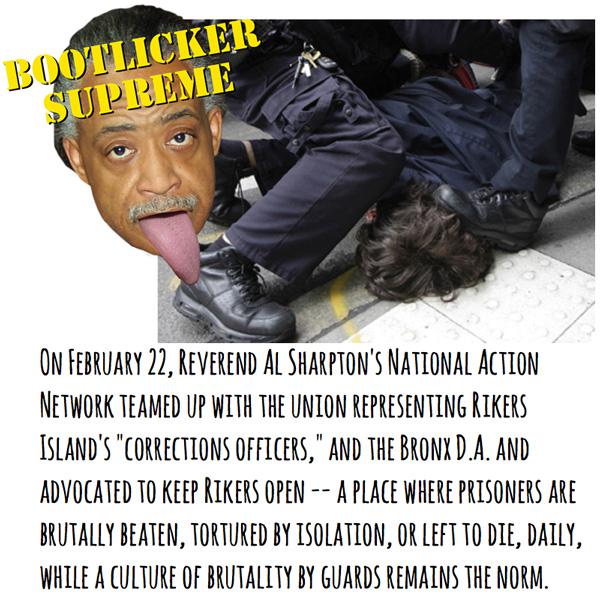 BOOTLICKER
SUPREME
On February 22, Reverend Al Sharpton's National Action
Network teamed up with the union representing Rikers
Island's "corrections officers," and the Bronx D.A. and
advocated to keep Rikers open -- a place where prisoners are
brutally beaten, tortured by isolation, or left to die, daily,
while a culture of brutality by guards remains the norm.